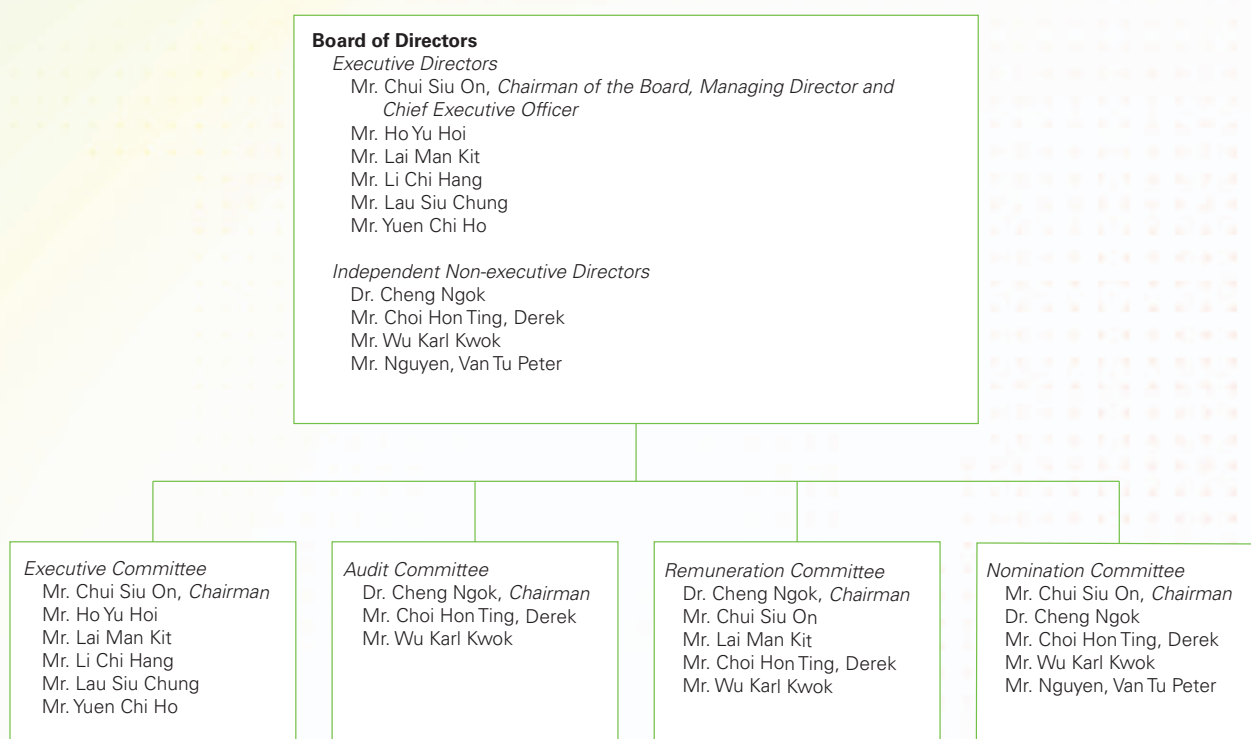 Board of Directors
Executive Directors
Mr. Chui Siu On, Chairman of the Board, Managing Director and
Chief Executive Officer
Mr. Ho Yu Hoi
Mr. Lai Man Kit
Mr. Li Chi Hang
Mr. Lau Siu Chung
Mr. Yuen Chi Ho
Independent Non-executive Directors
Dr. Cheng Ngok
Mr. Choi Hon Ting, Derek
Mr. Wu Karl Kwok
Mr. Nguyen, Van Tu Peter
Executive Committee
Mr. Chui Siu On, Chairman
Mr. Ho Yu Hoi
Mr. Lai Man Kit
Mr. Li Chi Hang
Mr. Lau Siu Chung
Mr. Yuen Chi Ho
Audit Committee
Dr. Cheng Ngok, Chairman
Mr. Choi Hon Ting, Derek
Mr. Wu Karl Kwok
Remuneration Committee
Dr. Cheng Ngok, Chairman
Mr. Chui Siu On
Mr. Lai Man Kit
Mr. Choi Hon Ting, Derek
Mr. Wu Karl Kwok
Nomination Committee
Mr. Chui Siu On, Chairman
Dr. Cheng Ngok
Mr. Choi Hon Ting, Derek
Mr. Wu Karl Kwok
Mr. Nguyen, Van Tu Peter